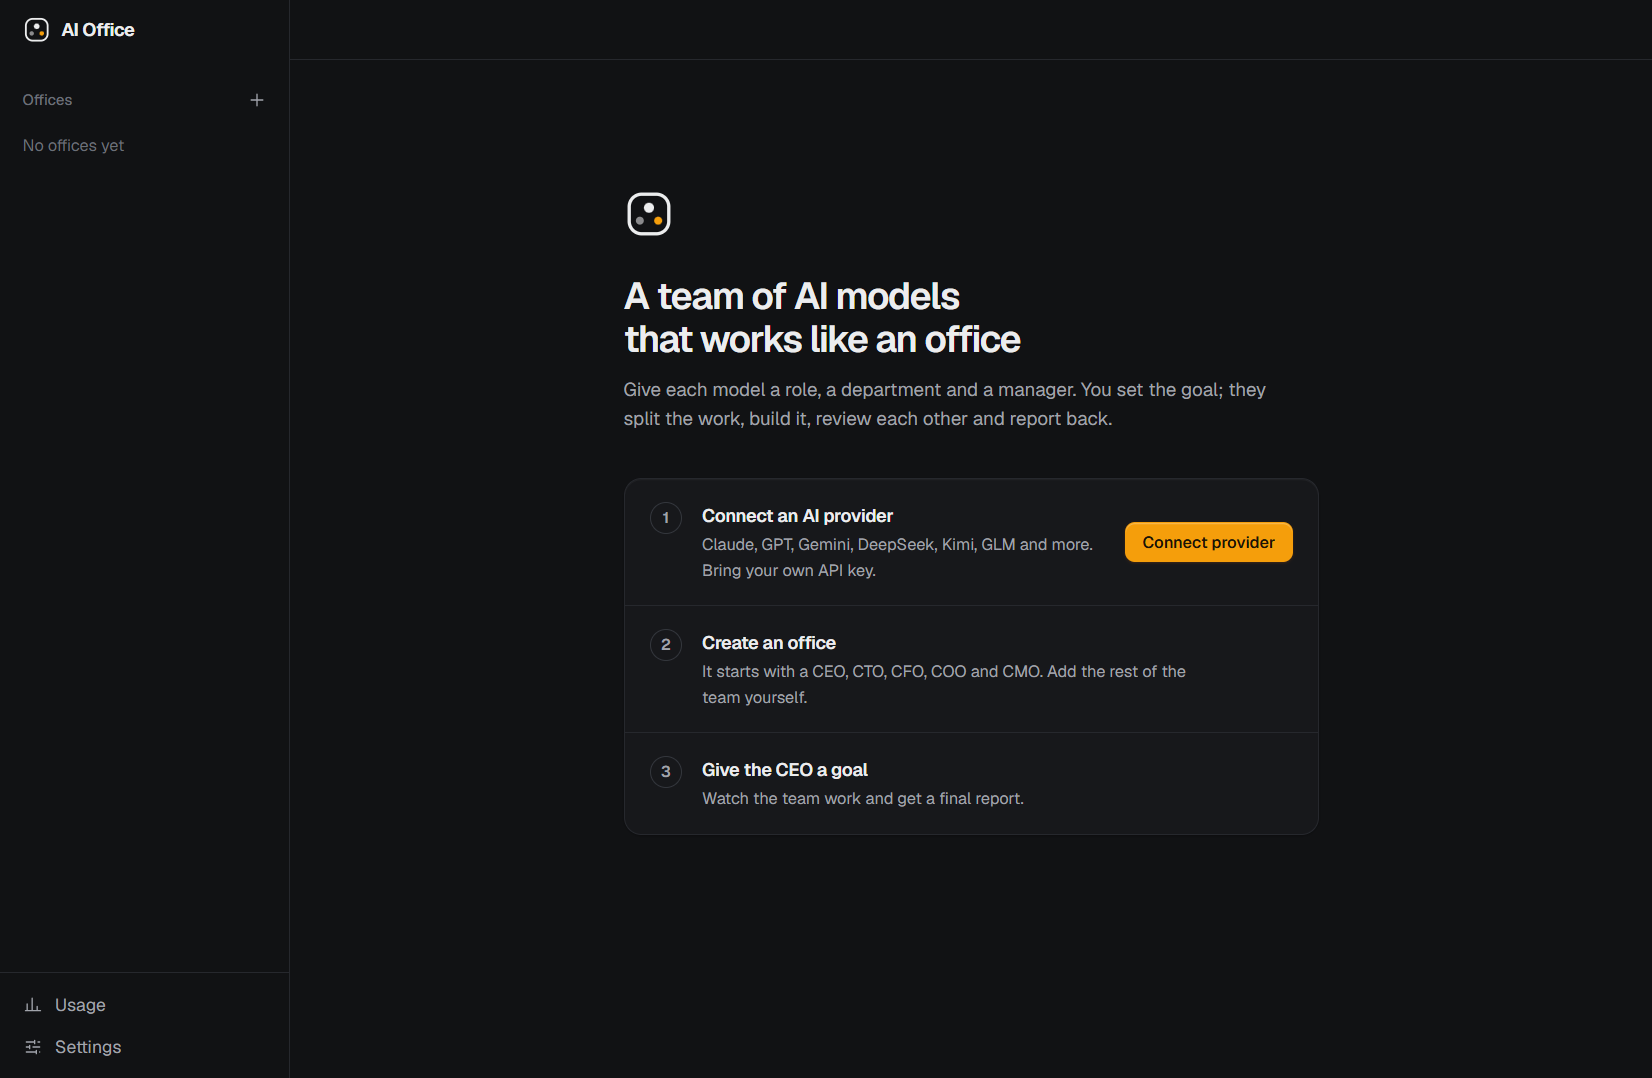 AI Office
Offices
No offices yet
Usage
Settings
A team of AI models
that works like an office
Give each model a role, a department and a manager. You set the goal; they
split the work, build it, review each other and report back.
1
Connect an AI provider
Claude, GPT, Gemini, DeepSeek, Kimi, GLM and more.
Bring your own API key.
Connect provider
2
Create an office
It starts with a CEO, CTO, CFO, COO and CMO. Add the rest of the
team yourself.
3
Give the CEO a goal
Watch the team work and get a final report.